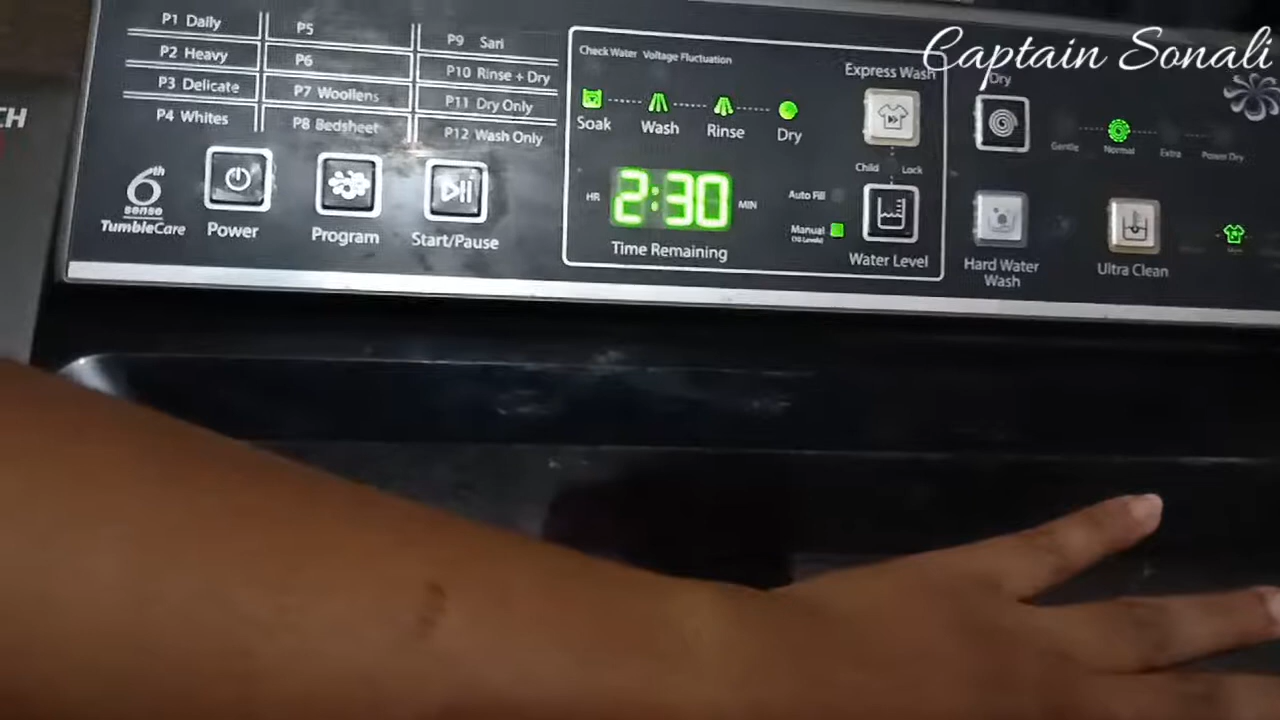 Captain Sonali
CH
P1 Daily
P2 Heavy
P3 Delicate
P4 Whites
P5
P6
P7 Woollens
P8 Bedsheet
P9 Sari
P10 Rinse + Dry
P11 Dry Only
P12 Wash Only
6th
sense
TumbleCare
Power
Program
Start/Pause
Check Water Voltage Fluctuation
Soak
Wash
Rinse
Dry
HR
2:30
MIN
Time Remaining
Express Wash
Child Lock
Auto Fill
Manual
(10 Levels)
Water Level
Dry
Gentle
Normal
Extra
Power Dry
Hard Water
Wash
Ultra Clean